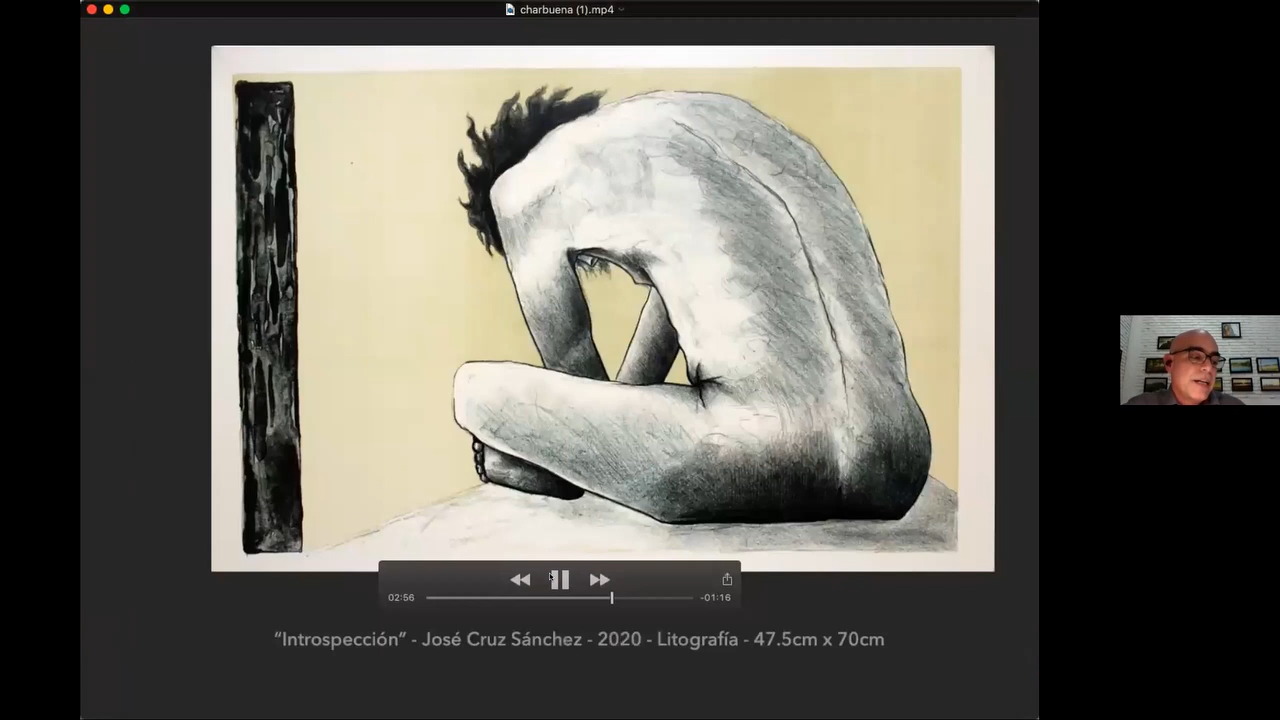 charbuena (1).mp4
02:56
-01:16
“Introspección” - José Cruz Sánchez - 2020 - Litografía - 47.5cm x 70cm